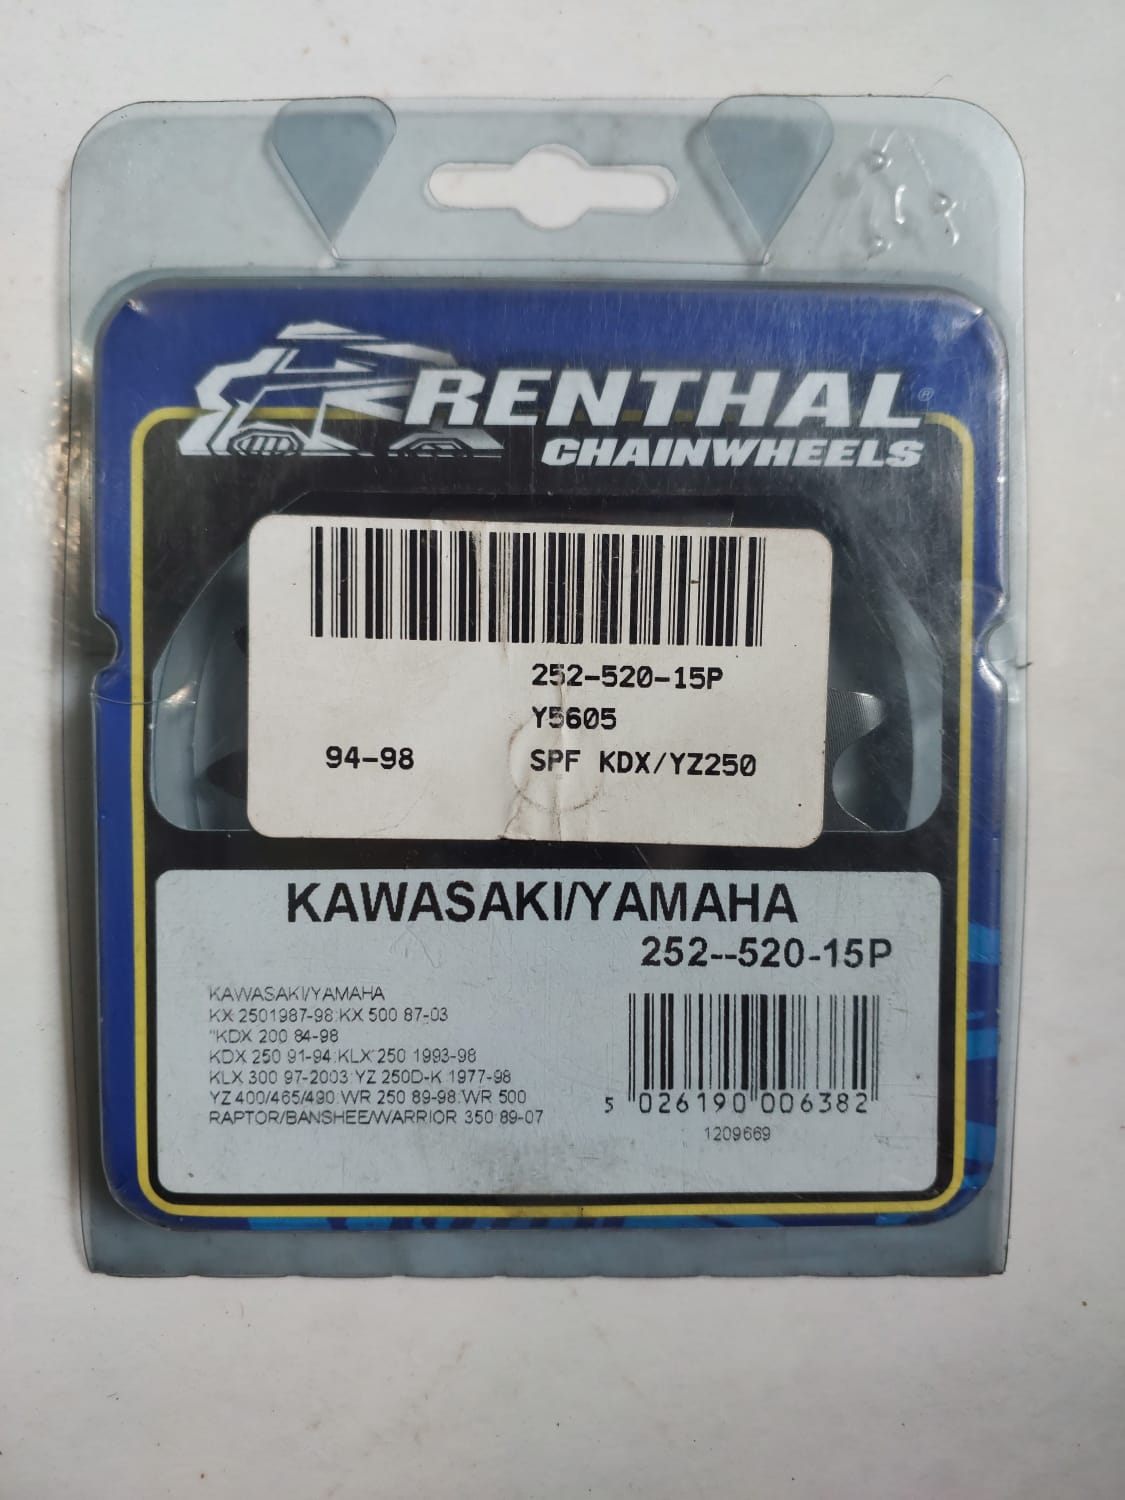 RENTHAL®
CHAINWHEELS
252-520-15P
Y5605
94-98 SPF KDX/YZ250
KAWASAKI/YAMAHA
252--520-15P
KAWASAKI/YAMAHA
KX 2501987-98:KX 500 87-03
"KDX 200 84-98
KDX 250 91-94:KLX 250 1993-98
KLX 300 97-2003:YZ 250D-K 1977-98
YZ 400/465/490:WR 250 89-98:WR 500
RAPTOR/BANSHEE/WARRIOR 350 89-07
5 026190 006382
1209669